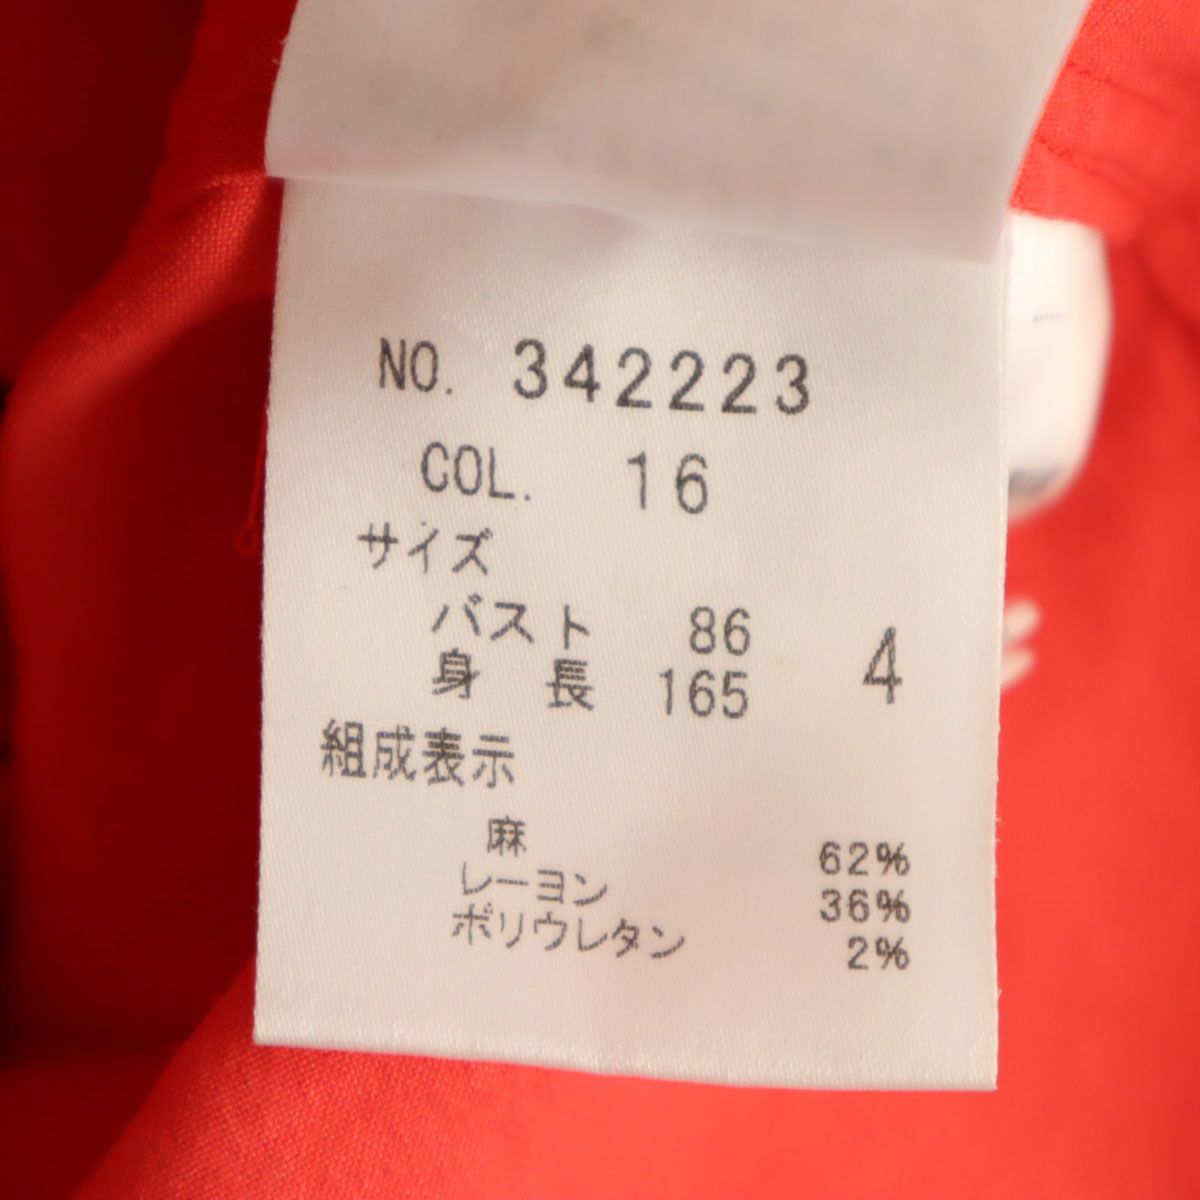 NO. 342223
COL. 16
サイズ
バスト 86
身長 165 4
組成表示
麻 62%
レーヨン 36%
ポリウレタン 2%